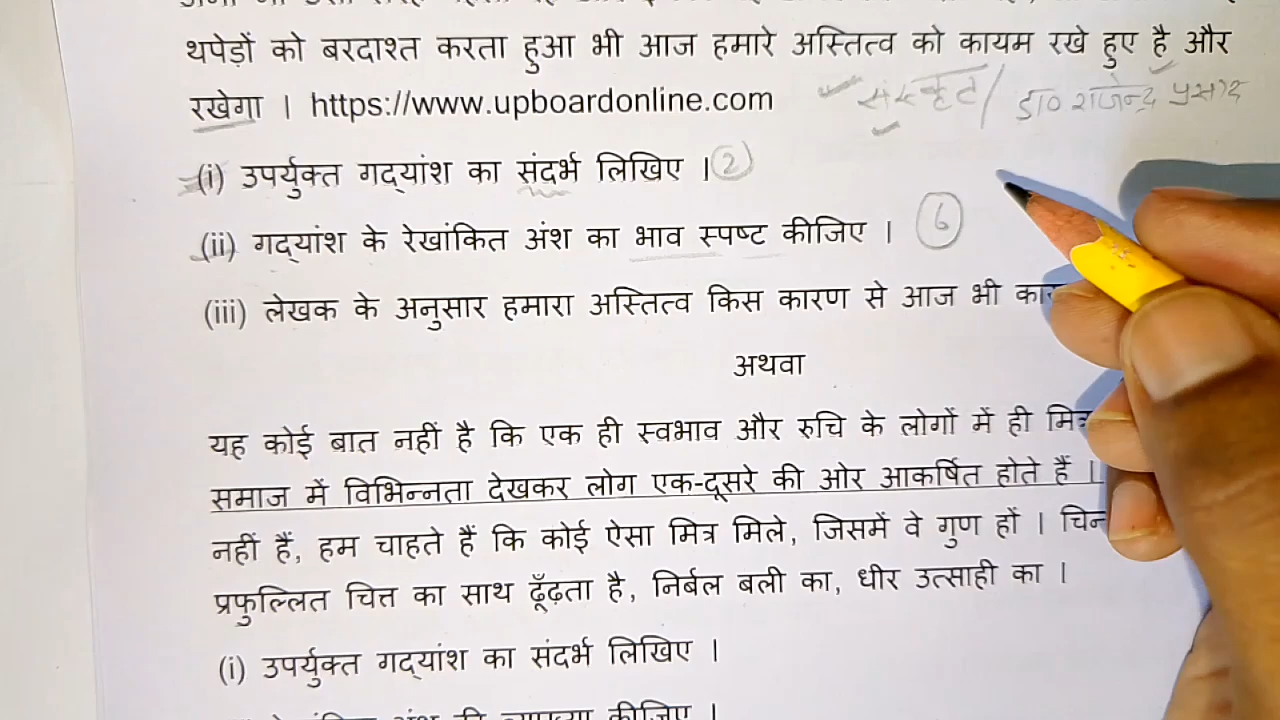 थपेड़ों को बरदाश्त करता हुआ भी आज हमारे अस्तित्व को कायम रखे हुए है और
रखेगा । https://www.upboardonline.com
संस्कृति / डा० राजेन्द्र प्रसाद
(i) उपर्युक्त गद्यांश का संदर्भ लिखिए । 2
(ii) गद्यांश के रेखांकित अंश का भाव स्पष्ट कीजिए । 6
(iii) लेखक के अनुसार हमारा अस्तित्व किस कारण से आज भी
अथवा
यह कोई बात नहीं है कि एक ही स्वभाव और रुचि के लोगों में ही
समाज में विभिन्नता देखकर लोग एक-दूसरे की ओर आकर्षित होते हैं ।
नहीं हैं, हम चाहते हैं कि कोई ऐसा मित्र मिले, जिसमें वे गुण हों ।
प्रफुल्लित चित्त का साथ ढूँढ़ता है, निर्बल बली का, धीर उत्साही का ।
(i) उपर्युक्त गद्यांश का संदर्भ लिखिए ।